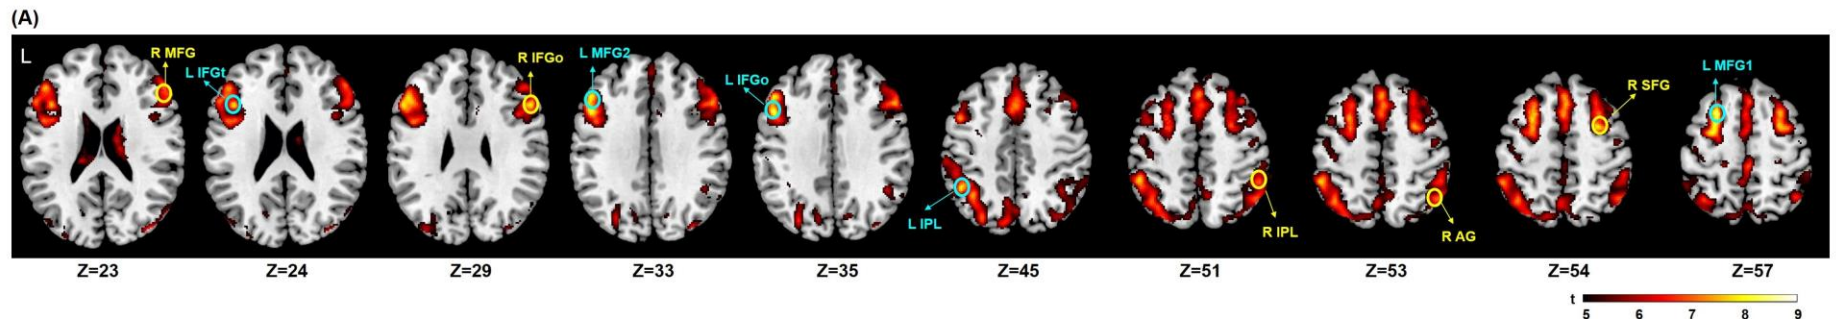 (A)
L
R MFG
L IFGt
R IFGo
L MFG2
L IFGo
L IPL
R IPL
R AG
R SFG
L MFG1
Z=23
Z=24
Z=29
Z=33
Z=35
Z=45
Z=51
Z=53
Z=54
Z=57
t
5 6 7 8 9